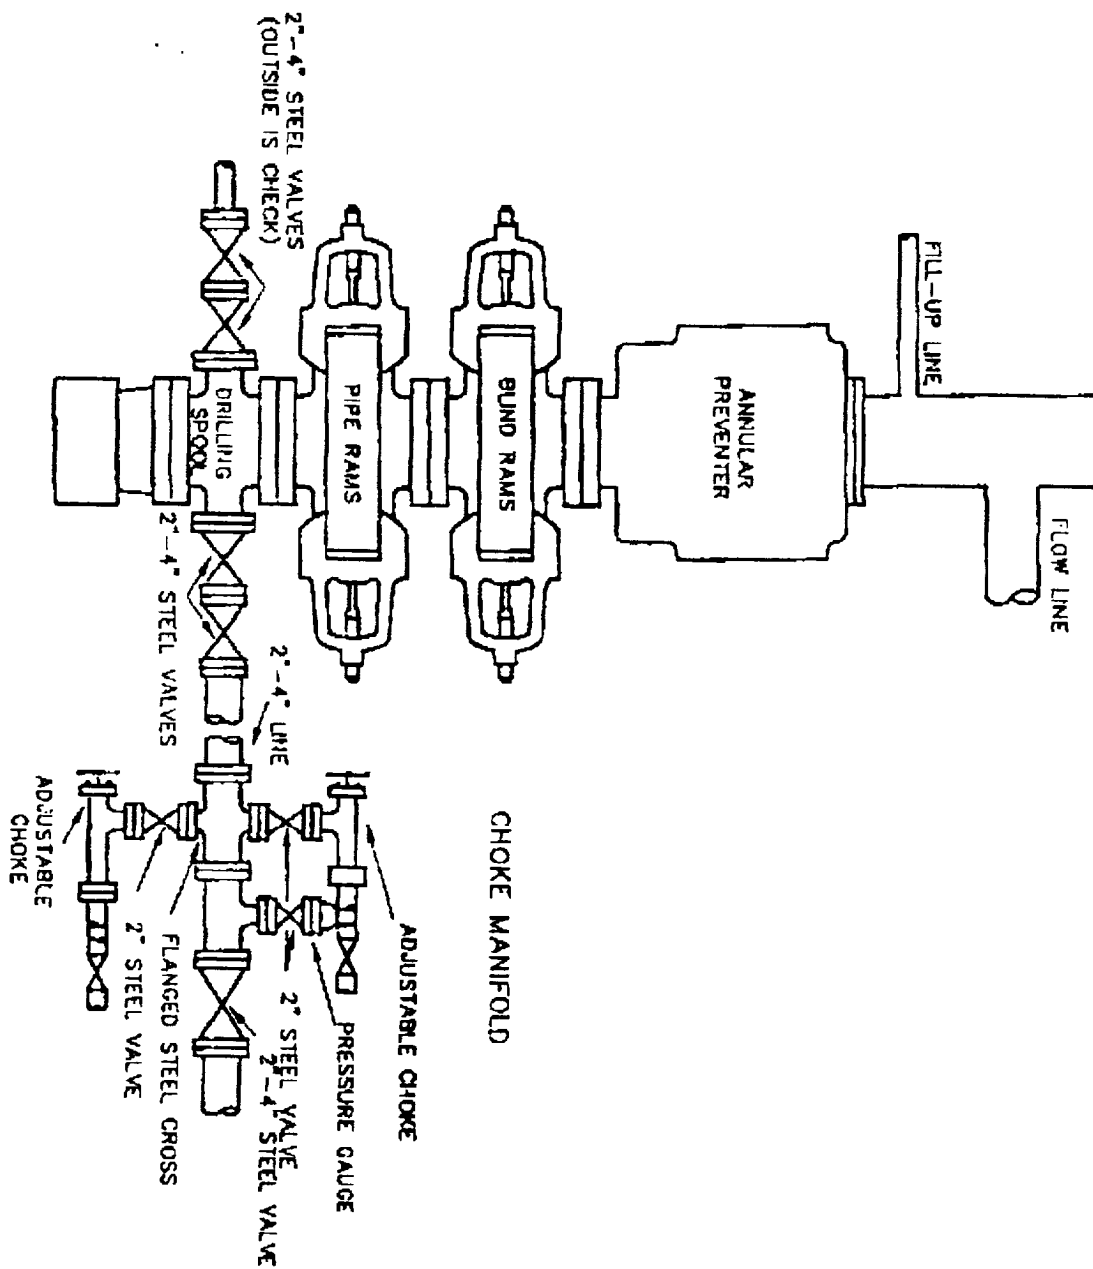 FILL-UP LINE
FLOW LINE
ANNULAR
PREVENTER
BLIND RAMS
PIPE RAMS
2"-4" STEEL VALVES
(OUTSIDE IS CHECK)
DRILLING
SPOOL
2"-4" STEEL VALVES
2"-4" LINE
CHOKE MANIFOLD
ADJUSTABLE CHOKE
PRESSURE GAUGE
2" STEEL VALVE
2"-4" STEEL VALVE
FLANGED STEEL CROSS
2" STEEL VALVE
ADJUSTABLE
CHOKE